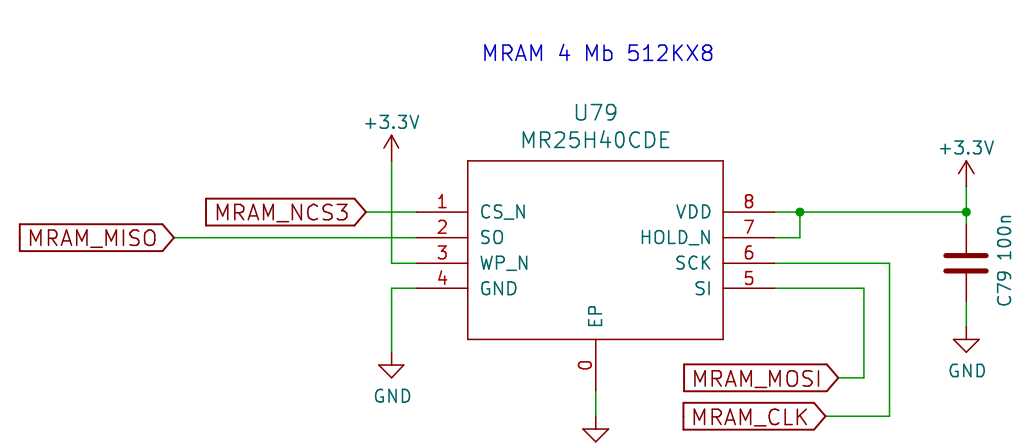 MRAM 4 Mb 512KX8
U79
MR25H40CDE
+3.3V
+3.3V
MRAM_NCS3
1
CS_N
VDD
8
MRAM_MISO
2
SO
HOLD_N
7
3
WP_N
SCK
6
4
GND
SI
5
C79 100n
EP
0
GND
GND
MRAM_MOSI
MRAM_CLK